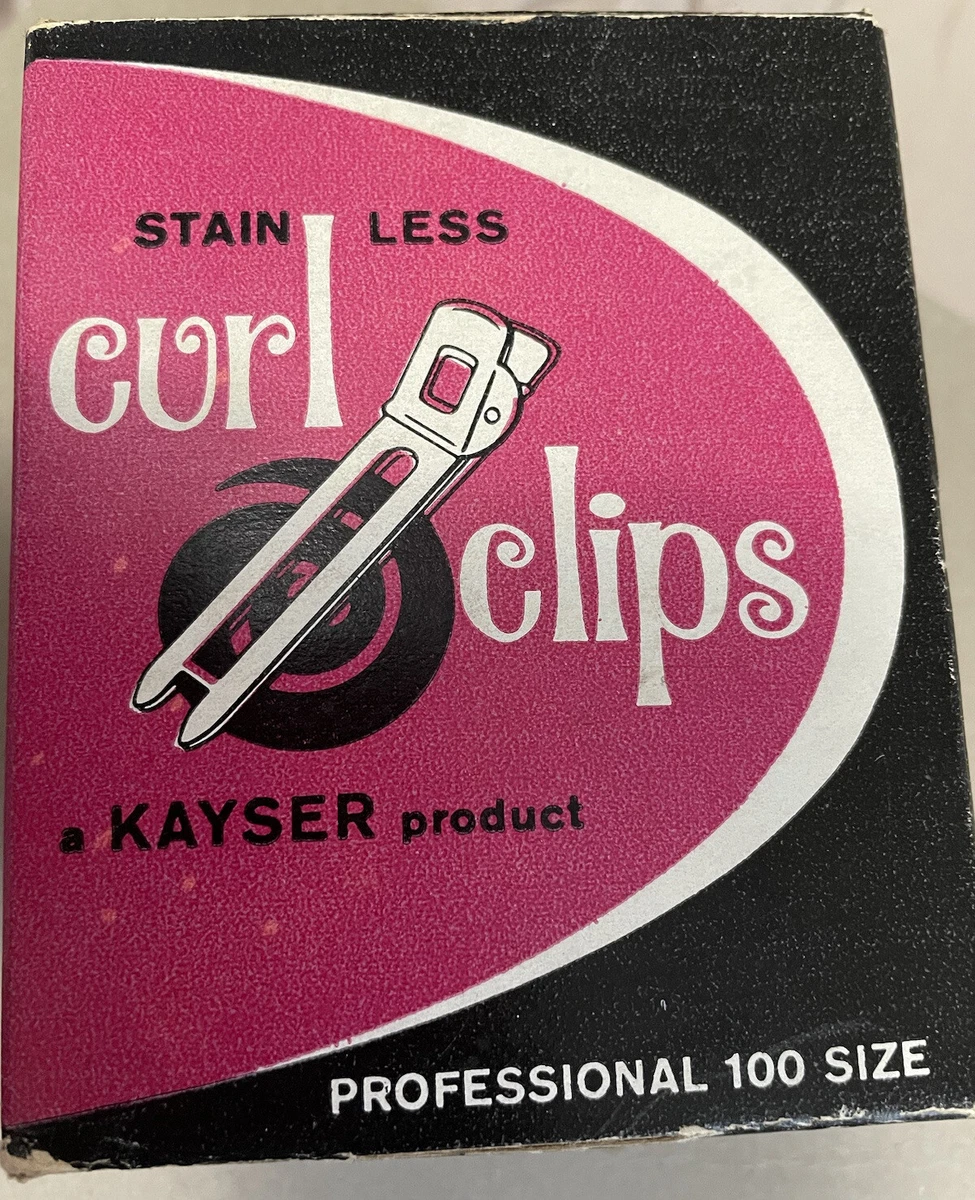 STAIN LESS
curl
clips
a KAYSER product
PROFESSIONAL 100 SIZE